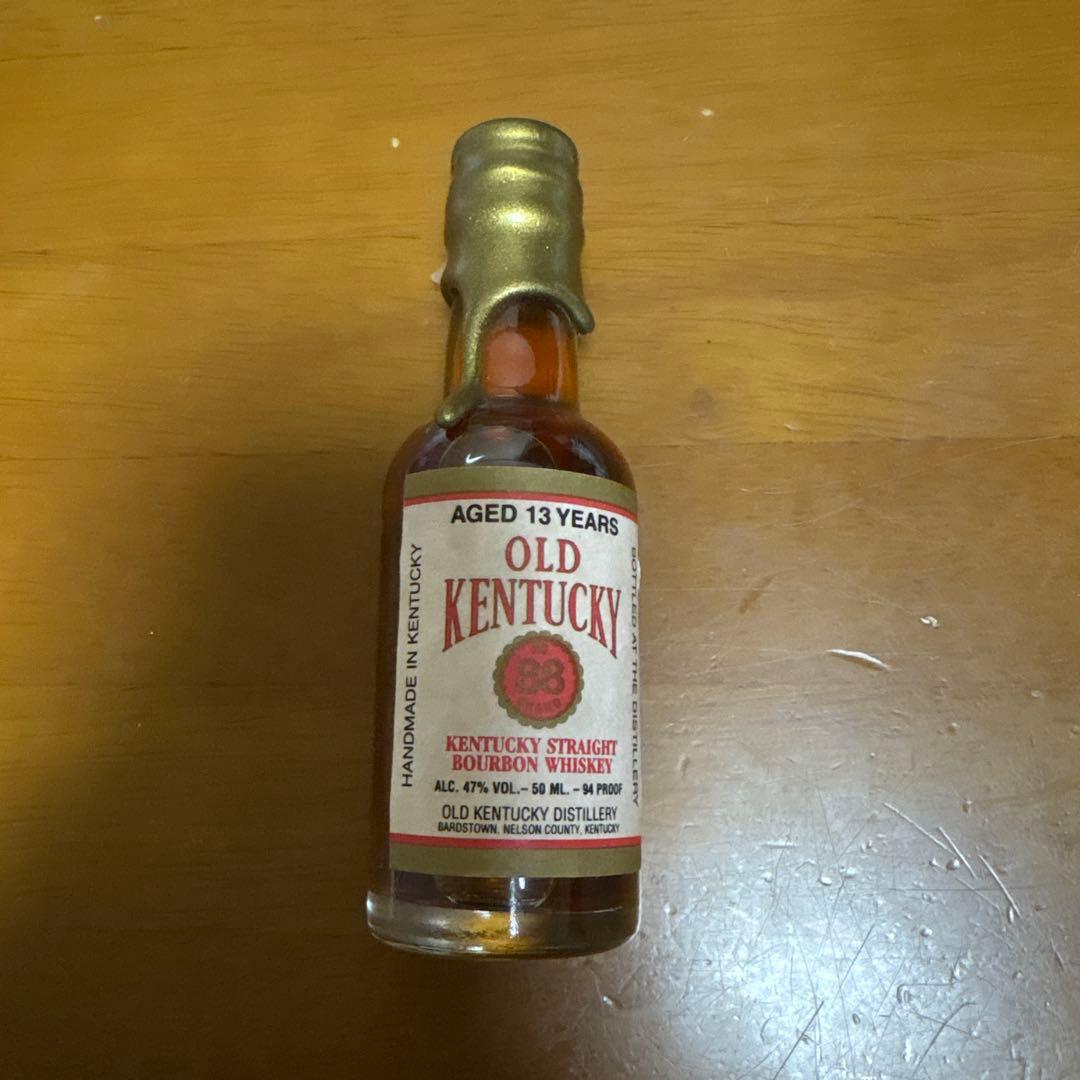 AGED 13 YEARS
OLD
KENTUCKY
88
BRAND
KENTUCKY STRAIGHT
BOURBON WHISKEY
ALC. 47% VOL.– 50 ML. – 94 PROOF
OLD KENTUCKY DISTILLERY
BARDSTOWN, NELSON COUNTY, KENTUCKY
HANDMADE IN KENTUCKY
BOTTLED AT THE DISTILLERY